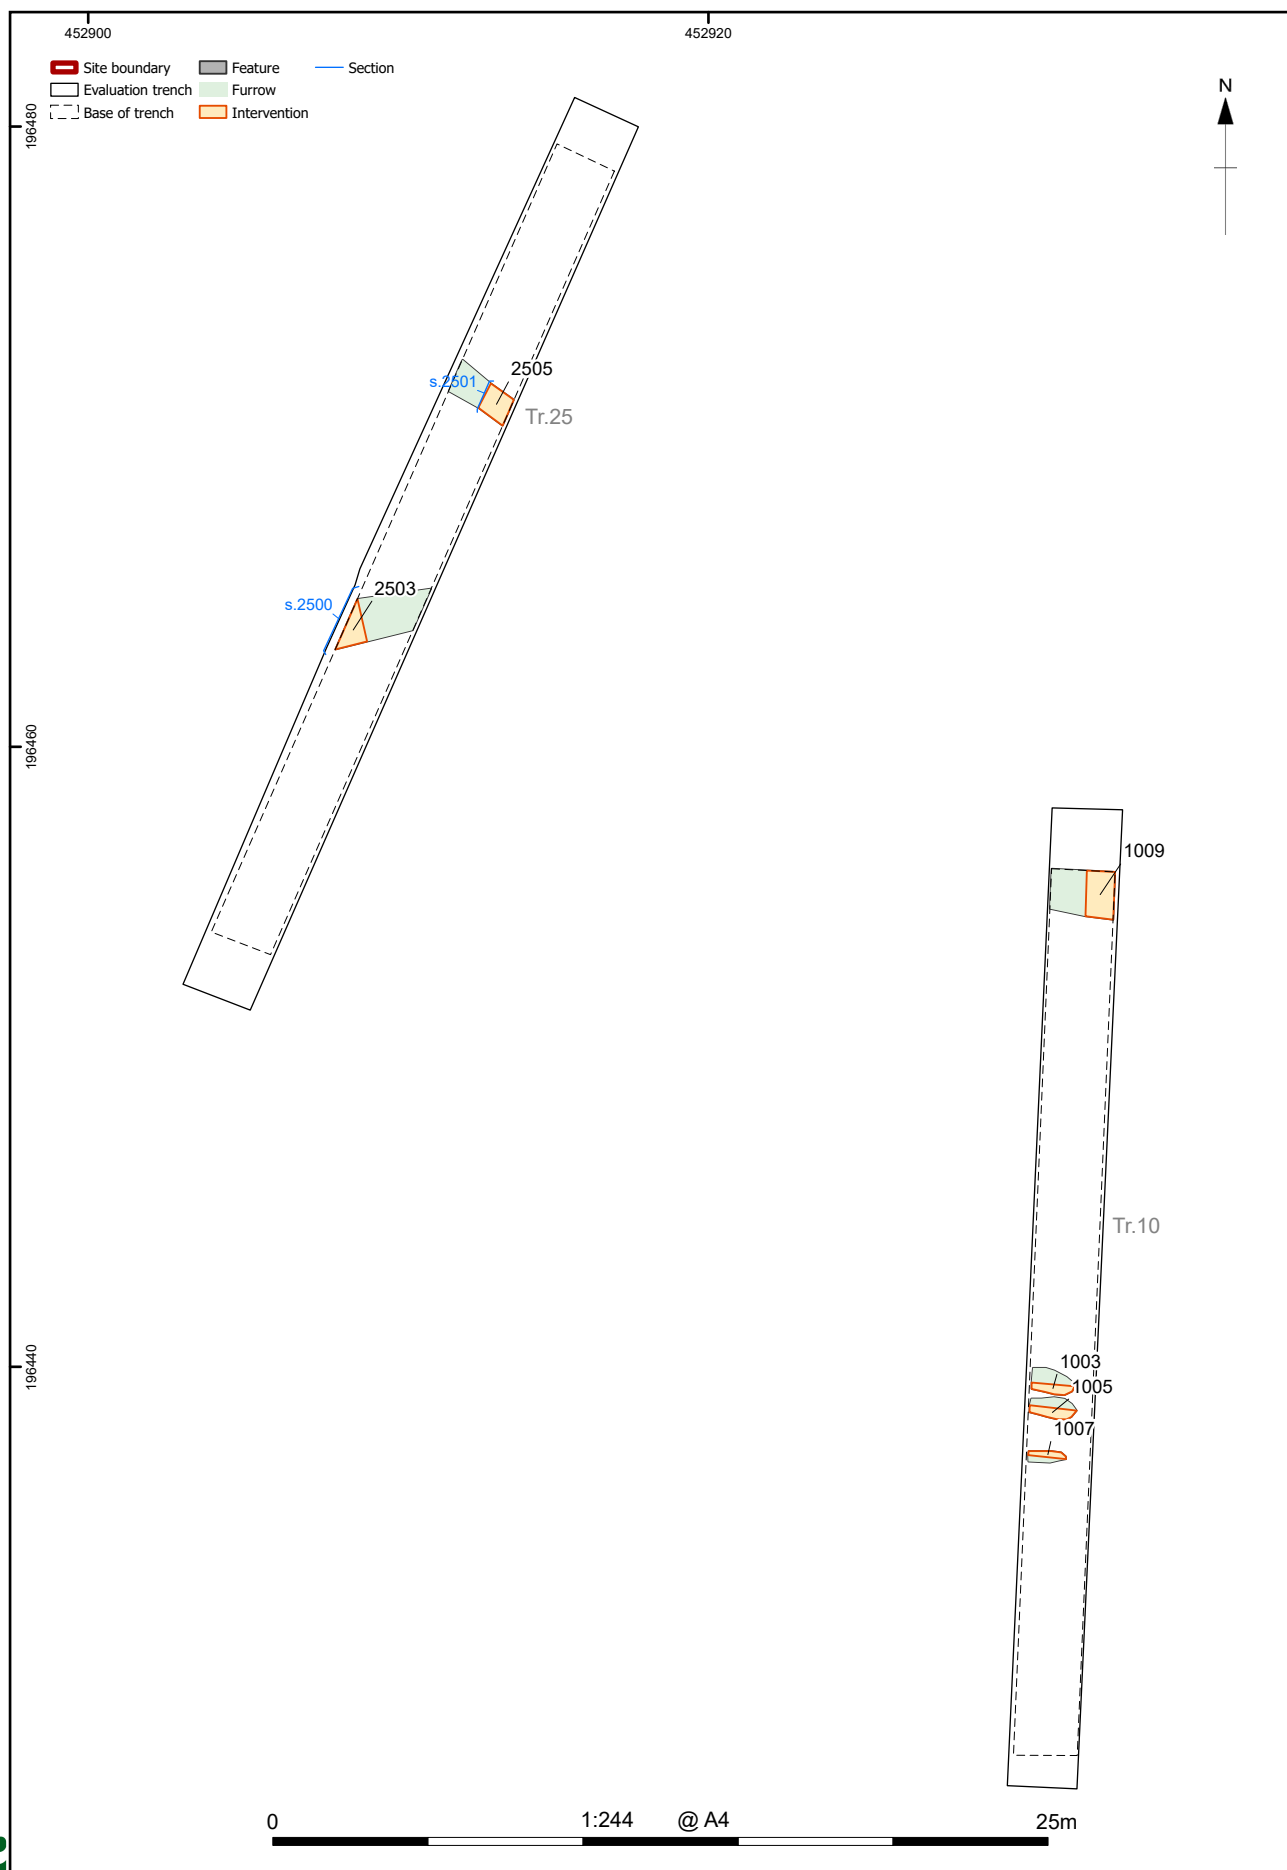 452900
452920
Site boundary
Feature
Section
Evaluation trench
Furrow
Base of trench
Intervention
N
196480
2505
s.2501
Tr.25
2503
s.2500
196460
1009
Tr.10
196440
1003
1005
1007
0
1:244
@ A4
25m